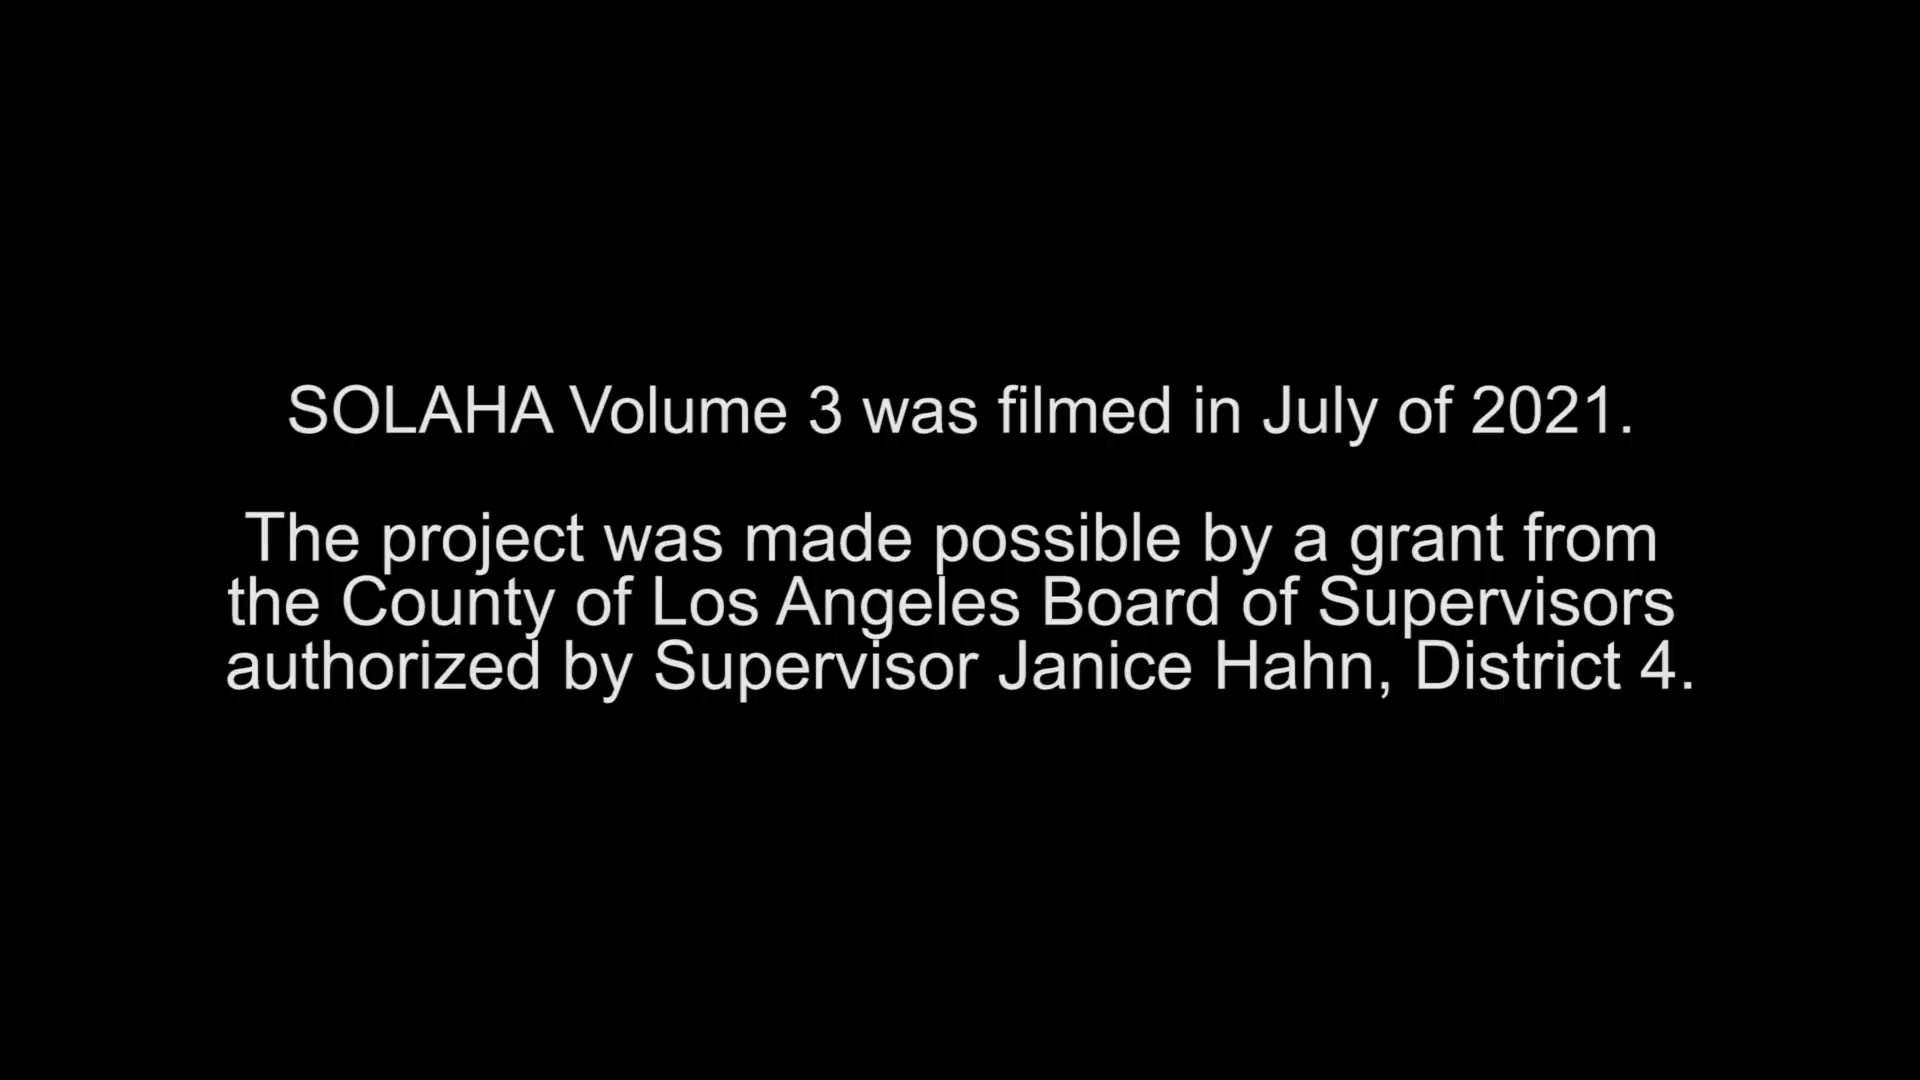 SOLAHA Volume 3 was filmed in July of 2021.
The project was made possible by a grant from
the County of Los Angeles Board of Supervisors
authorized by Supervisor Janice Hahn, District 4.